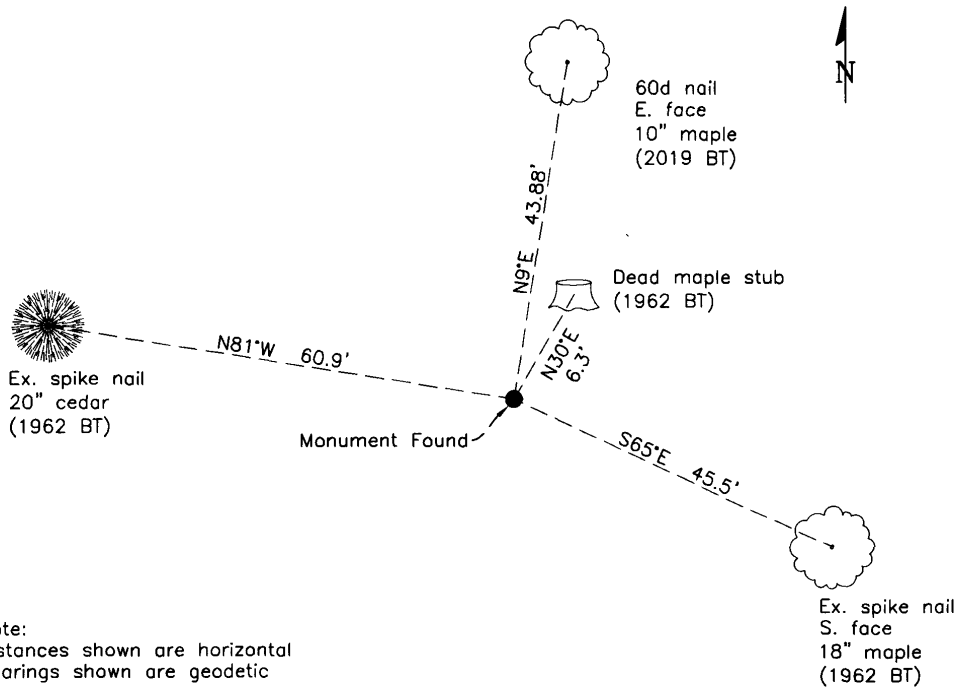 N
60d nail
E. face
10" maple
(2019 BT)
N9°E 43.88'
Dead maple stub
(1962 BT)
N30°E
6.3'
N81°W 60.9'
Ex. spike nail
20" cedar
(1962 BT)
Monument Found
S65°E 45.5'
Ex. spike nail
S. face
18" maple
(1962 BT)
te:
stances shown are horizontal
arings shown are geodetic